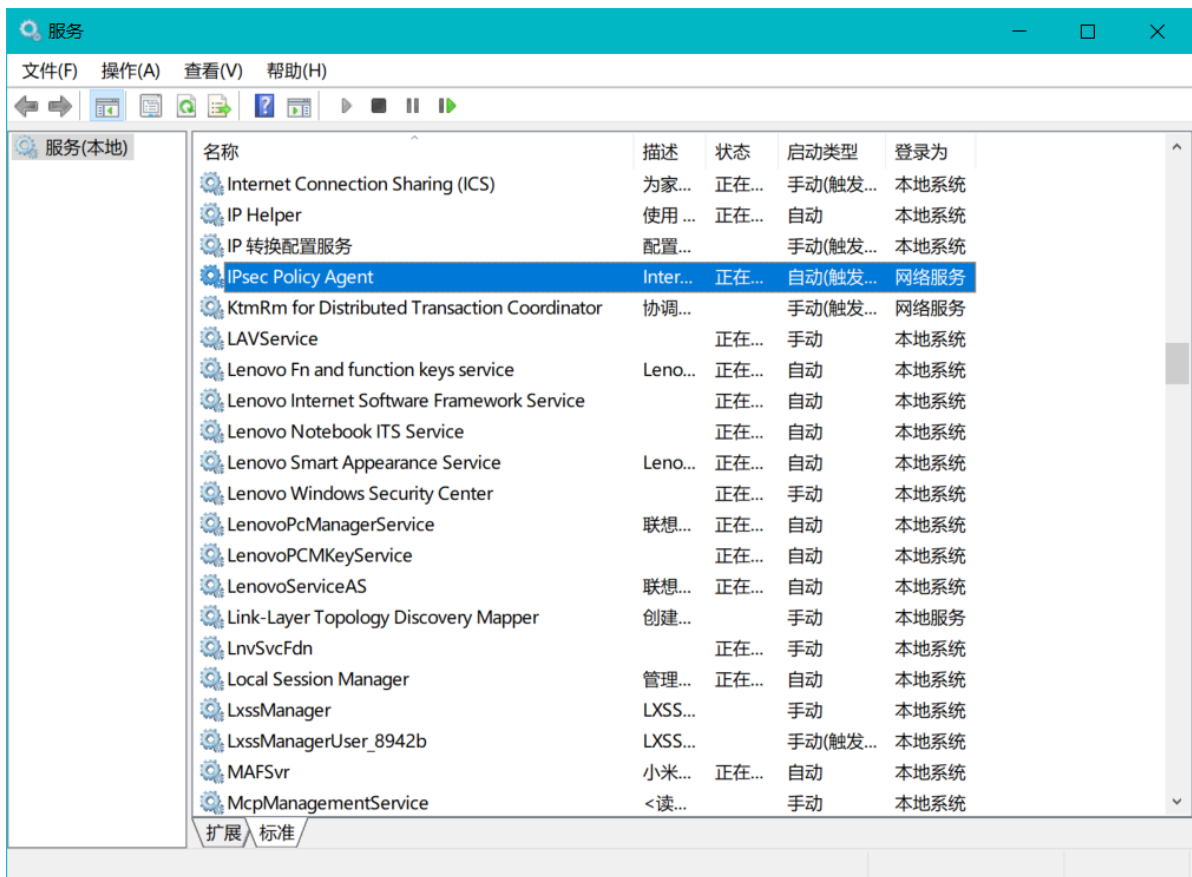 服务
文件(F) 操作(A) 查看(V) 帮助(H)
服务(本地)
名称 描述 状态 启动类型 登录为
Internet Connection Sharing (ICS) 为家... 正在... 手动(触发... 本地系统
IP Helper 使用 ... 正在... 自动 本地系统
IP 转换配置服务 配置... 手动(触发... 本地系统
IPsec Policy Agent Inter... 正在... 自动(触发... 网络服务
KtmRm for Distributed Transaction Coordinator 协调... 手动(触发... 网络服务
LAVService 正在... 手动 本地系统
Lenovo Fn and function keys service Leno... 正在... 自动 本地系统
Lenovo Internet Software Framework Service 正在... 自动 本地系统
Lenovo Notebook ITS Service 正在... 自动 本地系统
Lenovo Smart Appearance Service Leno... 正在... 自动 本地系统
Lenovo Windows Security Center 正在... 手动 本地系统
LenovoPcManagerService 联想... 正在... 自动 本地系统
LenovoPCMKeyService 正在... 自动 本地系统
LenovoServiceAS 联想... 正在... 自动 本地系统
Link-Layer Topology Discovery Mapper 创建... 手动 本地服务
LnvSvcFdn 正在... 手动 本地系统
Local Session Manager 管理... 正在... 自动 本地系统
LxssManager LXSS... 手动 本地系统
LxssManagerUser_8942b LXSS... 手动(触发... 本地系统
MAFSvr 小米... 正在... 自动 本地系统
McpManagementService <读... 手动 本地系统
扩展 标准